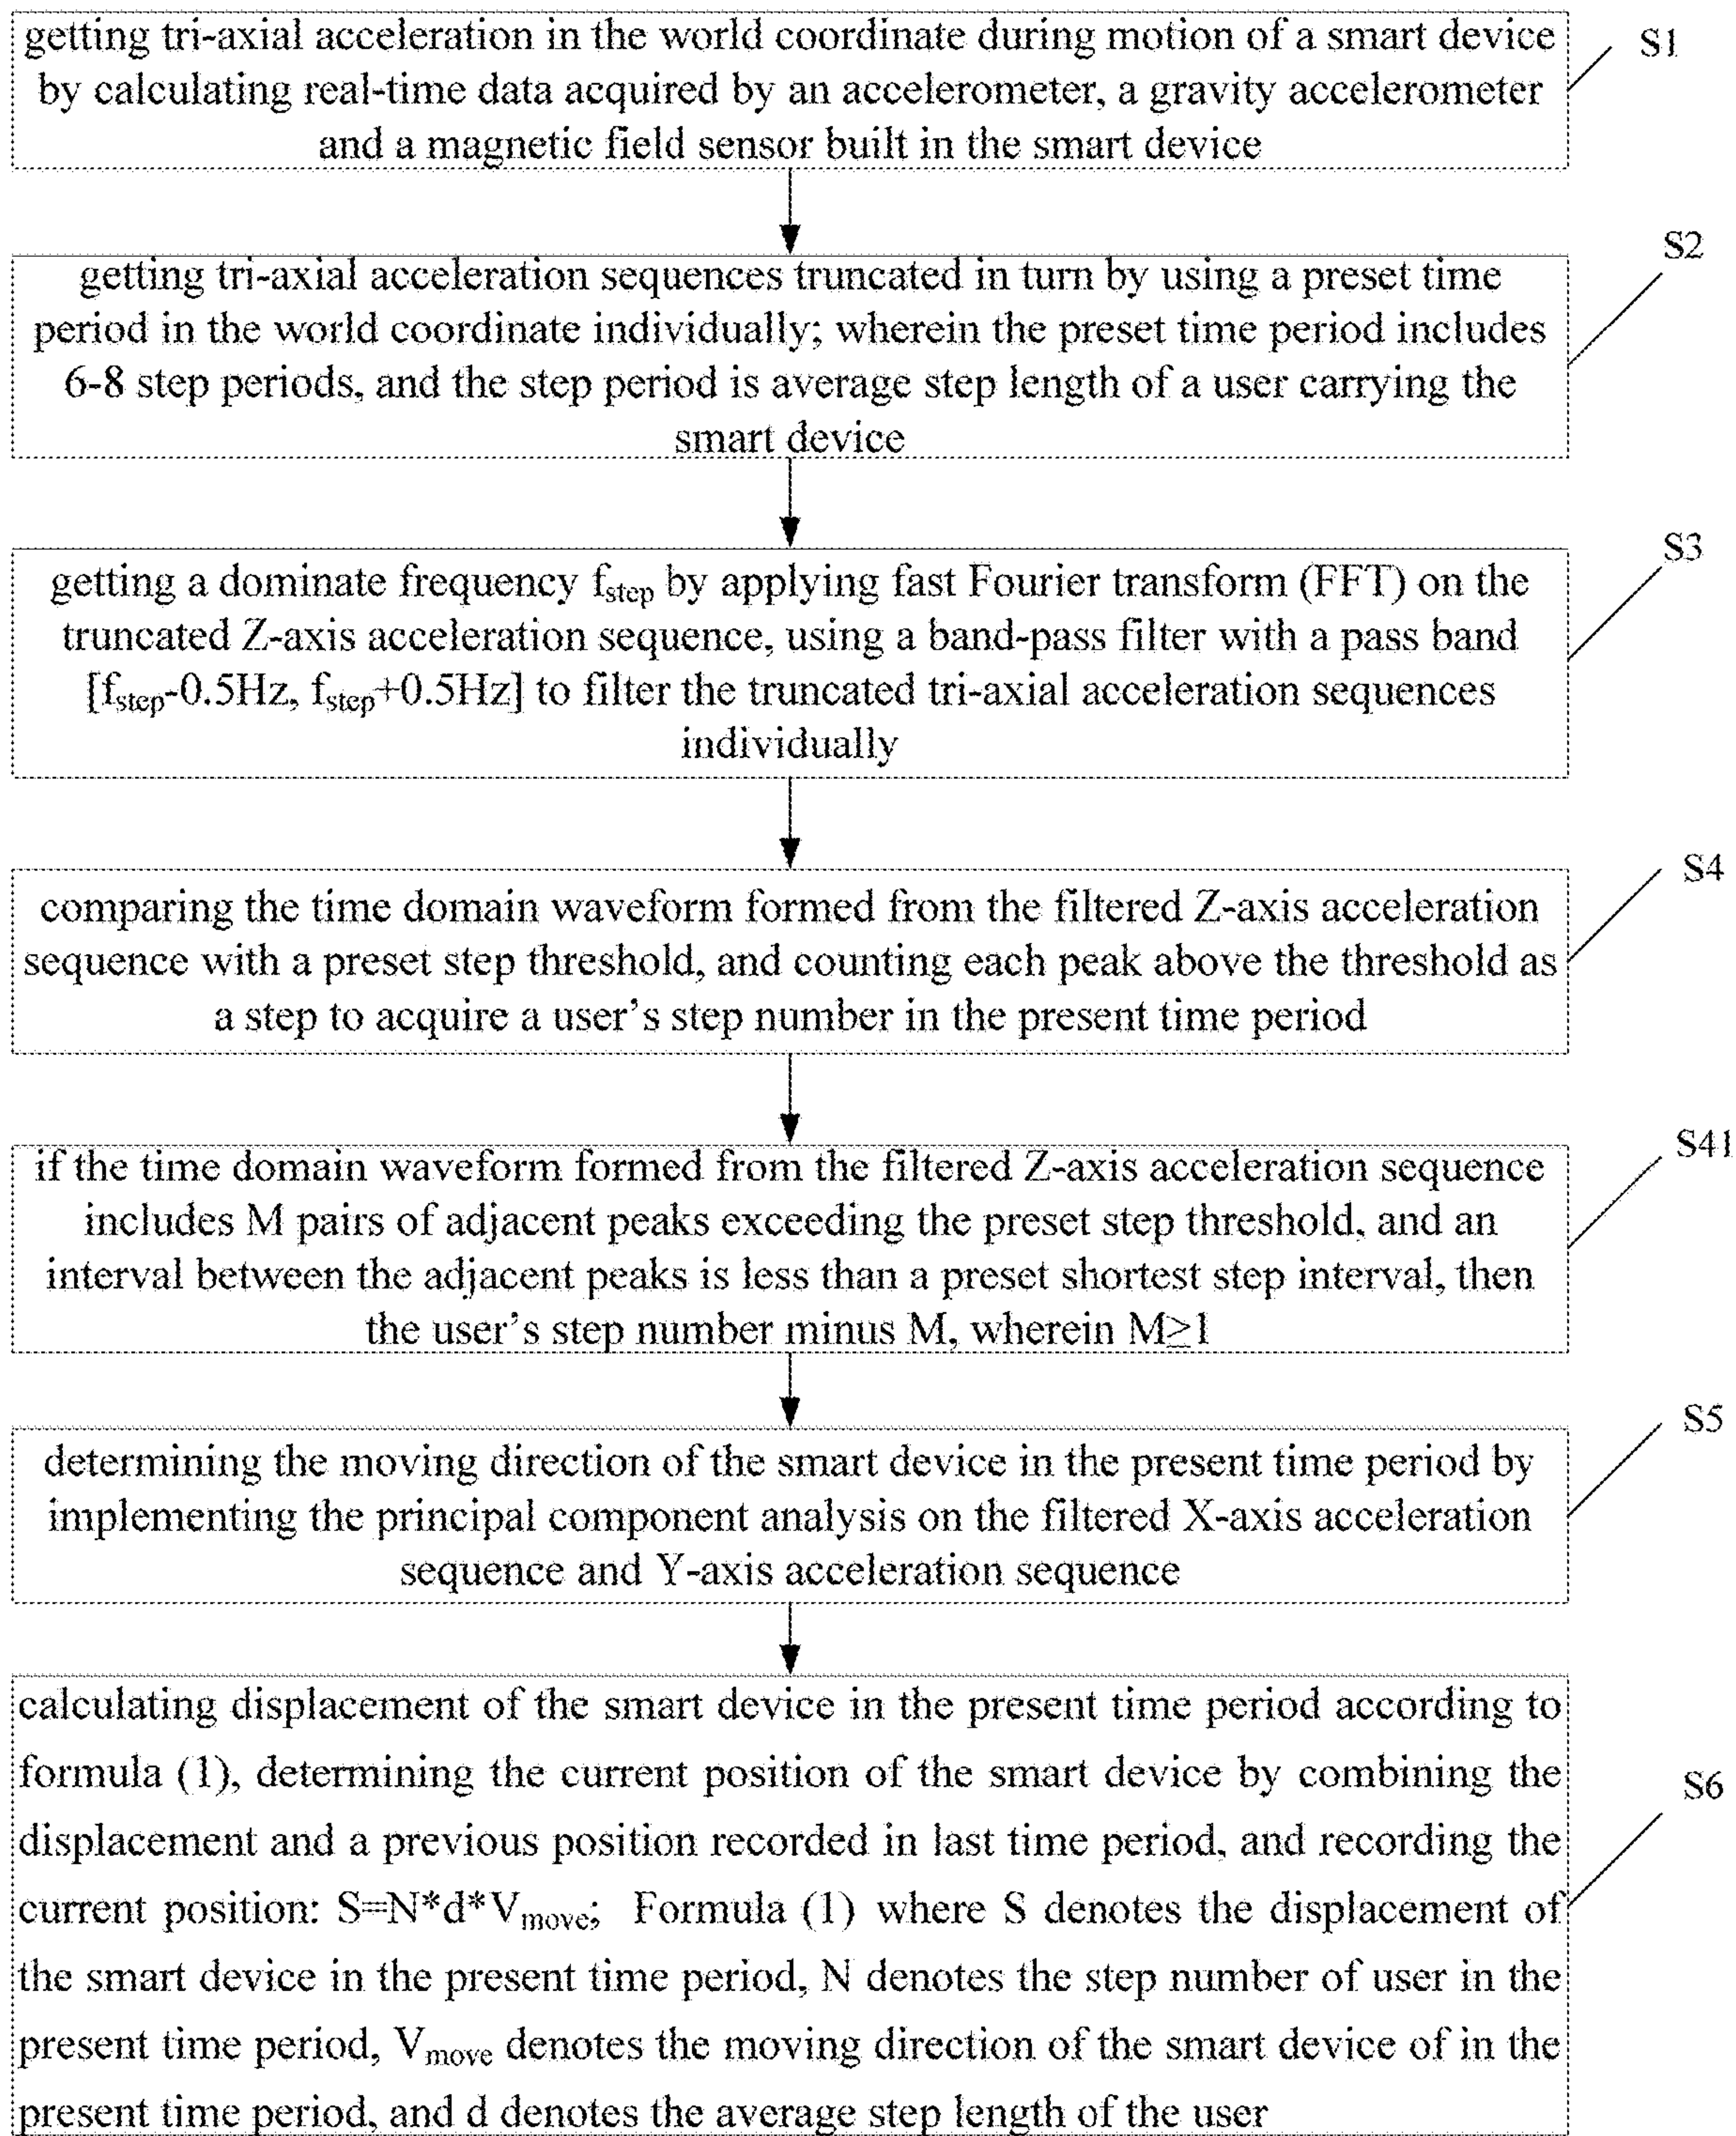 getting tri-axial acceleration in the world coordinate during motion of a smart device
by calculating real-time data acquired by an accelerometer, a gravity accelerometer
and a magnetic field sensor built in the smart device
S1
getting tri-axial acceleration sequences truncated in turn by using a preset time
period in the world coordinate individually; wherein the preset time period includes
6-8 step periods, and the step period is average step length of a user carrying the
smart device
S2
getting a dominate frequency fstep by applying fast Fourier transform (FFT) on the
truncated Z-axis acceleration sequence, using a band-pass filter with a pass band
[fstep-0.5Hz, fstep+0.5Hz] to filter the truncated tri-axial acceleration sequences
individually
S3
comparing the time domain waveform formed from the filtered Z-axis acceleration
sequence with a preset step threshold, and counting each peak above the threshold as
a step to acquire a user's step number in the present time period
S4
if the time domain waveform formed from the filtered Z-axis acceleration sequence
includes M pairs of adjacent peaks exceeding the preset step threshold, and an
interval between the adjacent peaks is less than a preset shortest step interval, then
the user's step number minus M, wherein M≥1
S41
determining the moving direction of the smart device in the present time period by
implementing the principal component analysis on the filtered X-axis acceleration
sequence and Y-axis acceleration sequence
S5
calculating displacement of the smart device in the present time period according to
formula (1), determining the current position of the smart device by combining the
displacement and a previous position recorded in last time period, and recording the
current position: S=N*d*Vmove; Formula (1) where S denotes the displacement of
the smart device in the present time period, N denotes the step number of user in the
present time period, Vmove denotes the moving direction of the smart device of in the
present time period, and d denotes the average step length of the user
S6